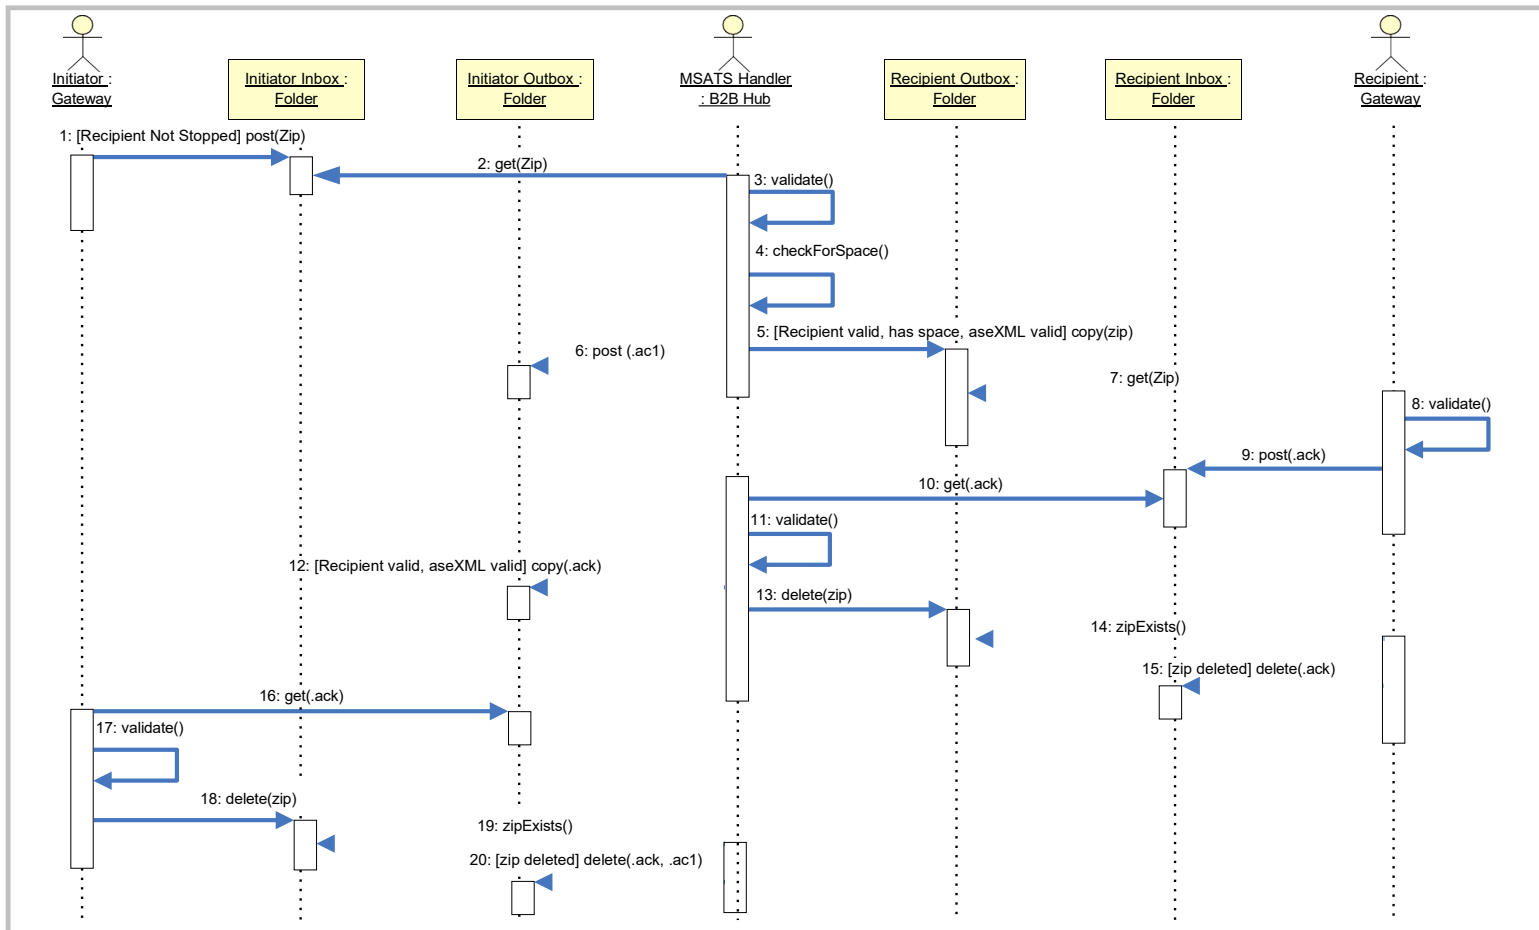 Initiator :
Gateway
Initiator Inbox :
Folder
Initiator Outbox :
Folder
MSATS Handler
: B2B Hub
Recipient Outbox :
Folder
Recipient Inbox :
Folder
Recipient :
Gateway
1: [Recipient Not Stopped] post(Zip)
2: get(Zip)
3: validate()
4: checkForSpace()
5: [Recipient valid, has space, aseXML valid] copy(zip)
6: post (.ac1)
7: get(Zip)
8: validate()
9: post(.ack)
10: get(.ack)
11: validate()
12: [Recipient valid, aseXML valid] copy(.ack)
13: delete(zip)
14: zipExists()
15: [zip deleted] delete(.ack)
16: get(.ack)
17: validate()
18: delete(zip)
19: zipExists()
20: [zip deleted] delete(.ack, .ac1)